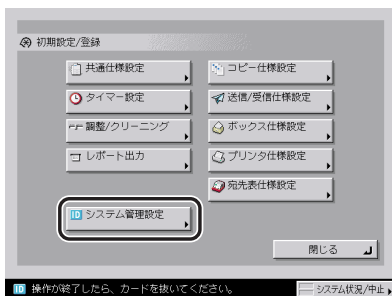 初期設定/登録
共通仕様設定
コピー仕様設定
タイマー設定
送信/受信仕様設定
調整/クリーニング
ボックス仕様設定
レポート出力
プリンタ仕様設定
宛先表仕様設定
ID システム管理設定
閉じる
ID 操作が終了したら、カードを抜いてください。
システム状況/中止